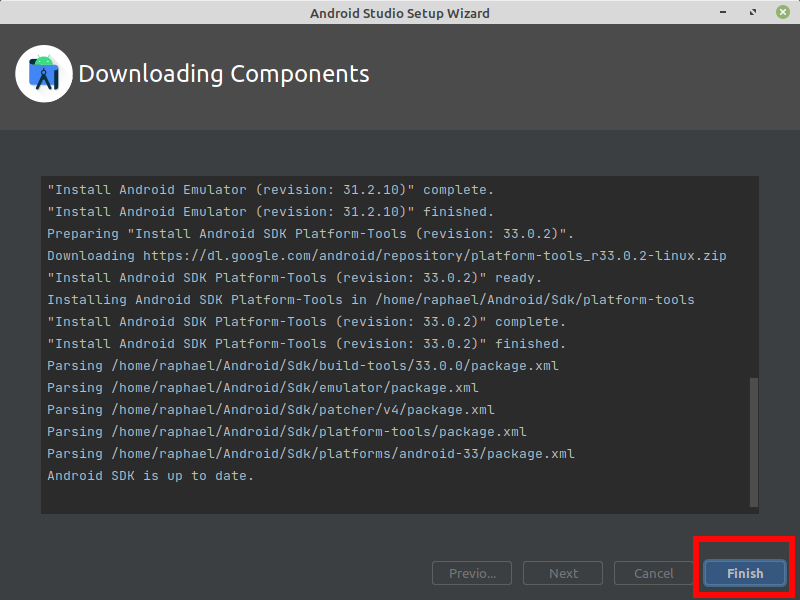 Android Studio Setup Wizard
Downloading Components
"Install Android Emulator (revision: 31.2.10)" complete.
"Install Android Emulator (revision: 31.2.10)" finished.
Preparing "Install Android SDK Platform-Tools (revision: 33.0.2)".
Downloading https://dl.google.com/android/repository/platform-tools_r33.0.2-linux.zip
"Install Android SDK Platform-Tools (revision: 33.0.2)" ready.
Installing Android SDK Platform-Tools in /home/raphael/Android/Sdk/platform-tools
"Install Android SDK Platform-Tools (revision: 33.0.2)" complete.
"Install Android SDK Platform-Tools (revision: 33.0.2)" finished.
Parsing /home/raphael/Android/Sdk/build-tools/33.0.0/package.xml
Parsing /home/raphael/Android/Sdk/emulator/package.xml
Parsing /home/raphael/Android/Sdk/patcher/v4/package.xml
Parsing /home/raphael/Android/Sdk/platform-tools/package.xml
Parsing /home/raphael/Android/Sdk/platforms/android-33/package.xml
Android SDK is up to date.
Previo... Next Cancel Finish